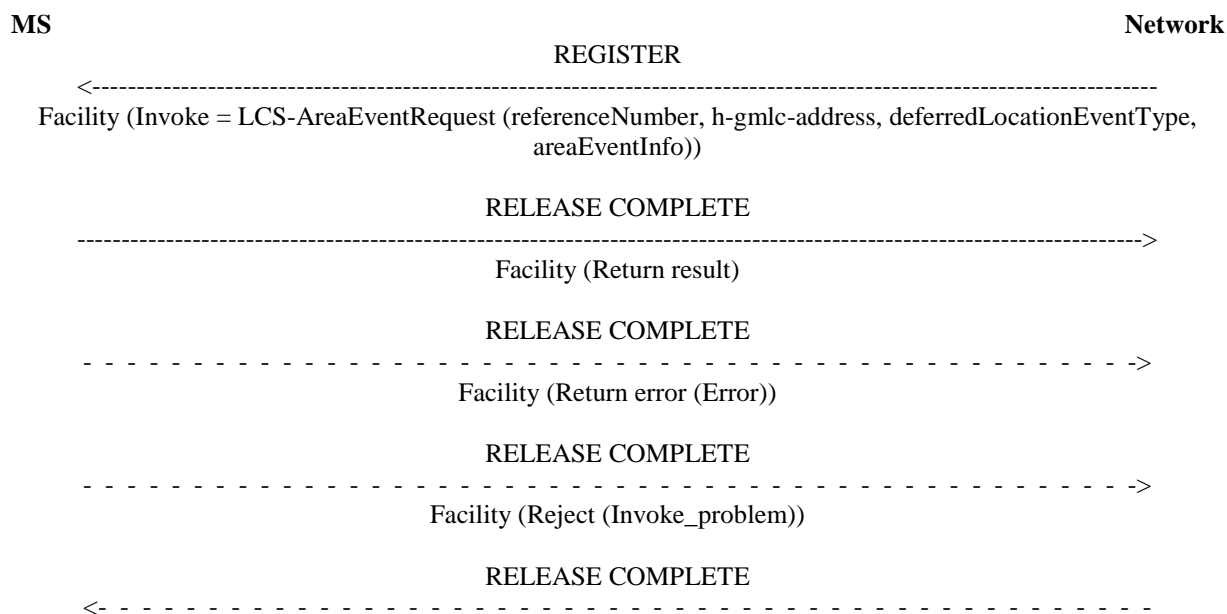 MS Network
REGISTER
<------------------------------------------------------------------------------------------------------------------------
Facility (Invoke = LCS-AreaEventRequest (referenceNumber, h-gmlc-address, deferredLocationEventType,
areaEventInfo))
RELEASE COMPLETE
------------------------------------------------------------------------------------------------------------------------>
Facility (Return result)
RELEASE COMPLETE
- - - - - - - - - - - - - - - - - - - - - - - - - - - - - - - - - - - - - - - - - - - - - - - ->
Facility (Return error (Error))
RELEASE COMPLETE
- - - - - - - - - - - - - - - - - - - - - - - - - - - - - - - - - - - - - - - - - - - - - - - ->
Facility (Reject (Invoke_problem))
RELEASE COMPLETE
<- - - - - - - - - - - - - - - - - - - - - - - - - - - - - - - - - - - - - - - - - - - - - - - -